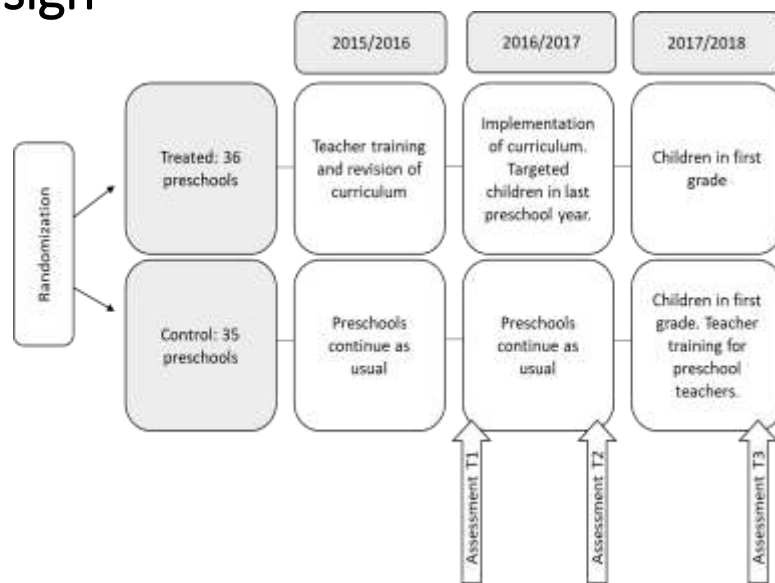 2015/2016
2016/2017
2017/2018
Randomization
Treated: 36
preschools
Teacher training
and revision of
curriculum
Implementation
of curriculum.
Targeted
children in last
preschool year.
Children in first
grade
Control: 35
preschools
Preschools
continue as
usual
Preschools
continue as
usual
Children in first
grade. Teacher
training for
preschool
teachers.
Assessment T1
Assessment T2
Assessment T3